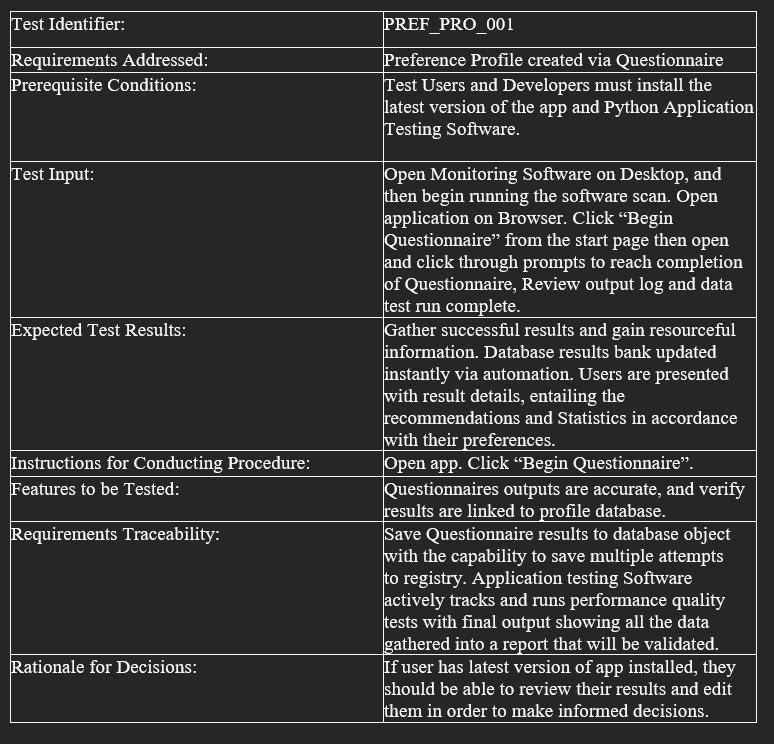 Test Identifier: PREF_PRO_001
Requirements Addressed: Preference Profile created via Questionnaire
Prerequisite Conditions: Test Users and Developers must install the
latest version of the app and Python Application
Testing Software.
Test Input: Open Monitoring Software on Desktop, and
then begin running the software scan. Open
application on Browser. Click “Begin
Questionnaire” from the start page then open
and click through prompts to reach completion
of Questionnaire, Review output log and data
test run complete.
Expected Test Results: Gather successful results and gain resourceful
information. Database results bank updated
instantly via automation. Users are presented
with result details, entailing the
recommendations and Statistics in accordance
with their preferences.
Instructions for Conducting Procedure: Open app. Click “Begin Questionnaire”.
Features to be Tested: Questionnaires outputs are accurate, and verify
results are linked to profile database.
Requirements Traceability: Save Questionnaire results to database object
with the capability to save multiple attempts
to registry. Application testing Software
actively tracks and runs performance quality
tests with final output showing all the data
gathered into a report that will be validated.
Rationale for Decisions: If user has latest version of app installed, they
should be able to review their results and edit
them in order to make informed decisions.